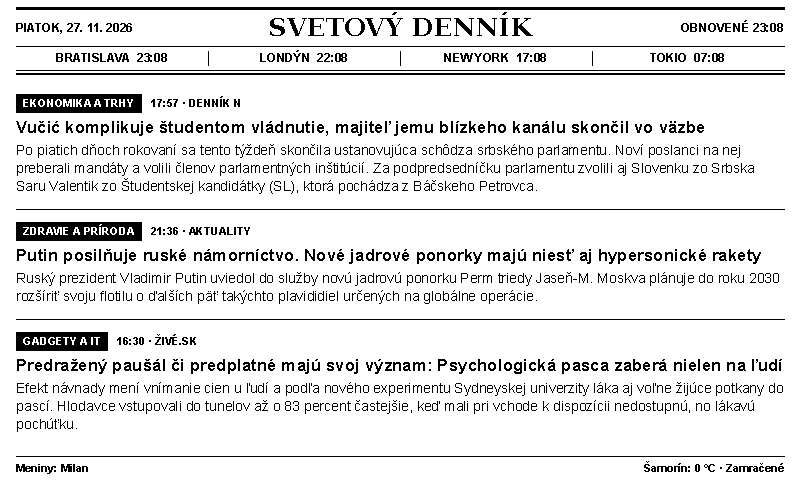 PIATOK, 27. 11. 2026
SVETOVÝ DENNÍK
OBNOVENÉ 23:08
BRATISLAVA 23:08
LONDÝN 22:08
NEW YORK 17:08
TOKIO 07:08
EKONOMIKA A TRHY 17:57 · DENNÍK N
Vučić komplikuje študentom vládnutie, majiteľ jemu blízkeho kanálu skončil vo väzbe
Po piatich dňoch rokovaní sa tento týždeň skončila ustanovujúca schôdza srbského parlamentu. Noví poslanci na nej
preberali mandáty a volili členov parlamentných inštitúcií. Za podpredsedníčku parlamentu zvolili aj Slovenku zo Srbska
Saru Valentik zo Študentskej kandidátky (SL), ktorá pochádza z Báčskeho Petrovca.
ZDRAVIE A PRÍRODA 21:36 · AKTUALITY
Putin posilňuje ruské námorníctvo. Nové jadrové ponorky majú niesť aj hypersonické rakety
Ruský prezident Vladimir Putin uviedol do služby novú jadrovú ponorku Perm triedy Jaseň-M. Moskva plánuje do roku 2030
rozšíriť svoju flotilu o ďalších päť takýchto plavididiel určených na globálne operácie.
GADGETY A IT 16:30 · ŽIVÉ.SK
Predražený paušál či predplatné majú svoj význam: Psychologická pasca zaberá nielen na ľudí
Efekt návnady mení vnímanie cien u ľudí a podľa nového experimentu Sydneyskej univerzity láka aj voľne žijúce potkany do
pascí. Hlodavce vstupovali do tunelov až o 83 percent častejšie, keď mali pri vchode k dispozícii nedostupnú, no lákavú
pochúťku.
Meniny: Milan
Šamorín: 0 °C · Zamračené